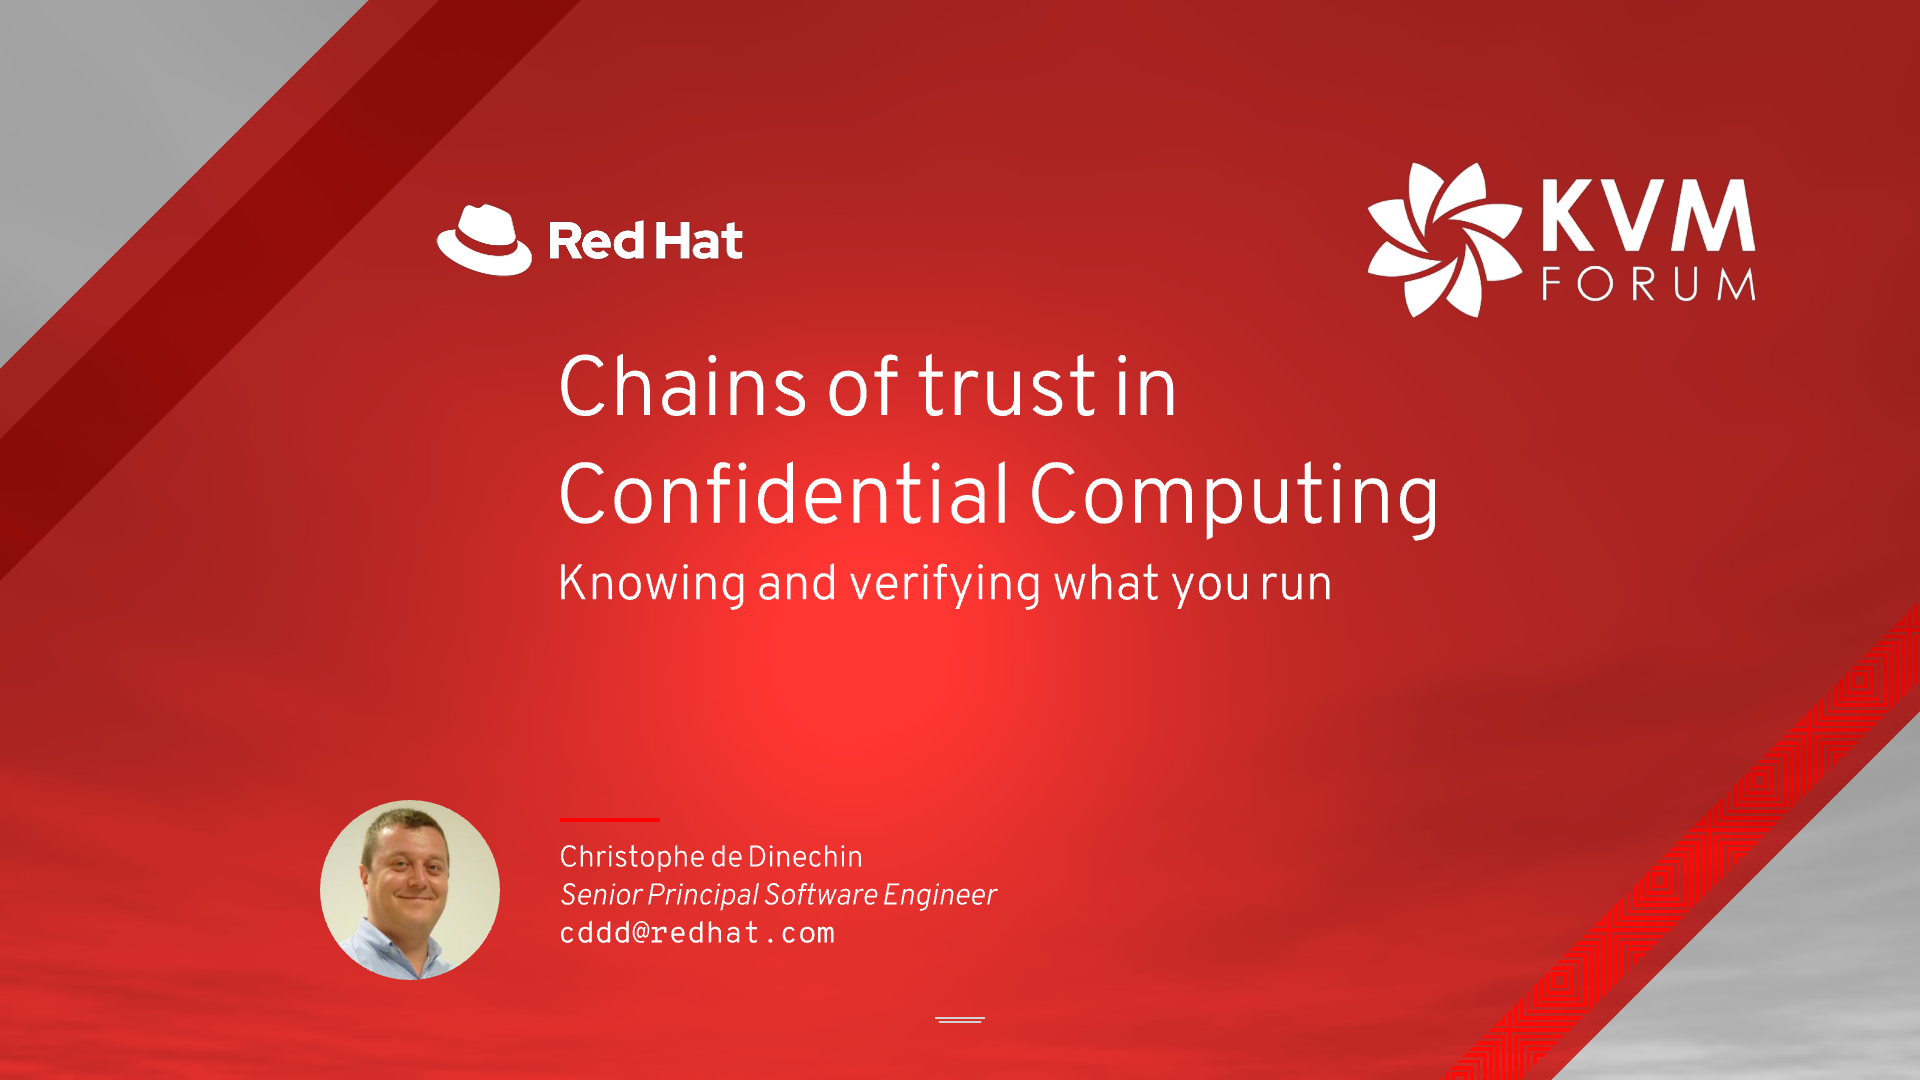 Red Hat
KVM
FORUM
Chains of trust in
Confidential Computing
Knowing and verifying what you run
Christophe de Dinechin
Senior Principal Software Engineer
cddd@redhat.com